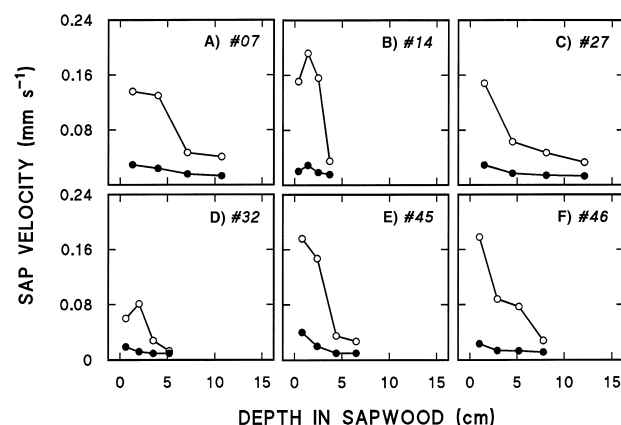 SAP VELOCITY (mm s⁻¹)
0.24
0.16
0.08
A) #07
B) #14
C) #27
0.24
0.16
0.08
0
D) #32
E) #45
F) #46
0 5 10 15 0 5 10 15 0 5 10 15
DEPTH IN SAPWOOD (cm)